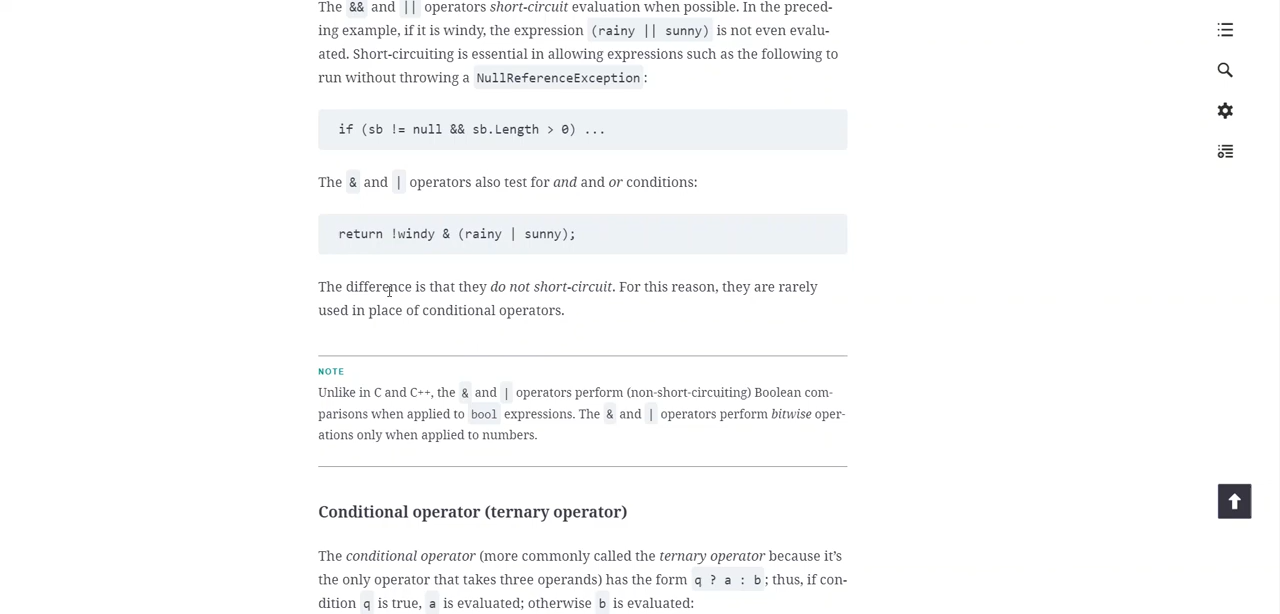 The && and || operators short-circuit evaluation when possible. In the preced-
ing example, if it is windy, the expression (rainy || sunny) is not even evalu-
ated. Short-circuiting is essential in allowing expressions such as the following to
run without throwing a NullReferenceException:
if (sb != null && sb.Length > 0) ...
The & and | operators also test for and and or conditions:
return !windy & (rainy | sunny);
The difference is that they do not short-circuit. For this reason, they are rarely
used in place of conditional operators.
NOTE
Unlike in C and C++, the & and | operators perform (non-short-circuiting) Boolean com-
parisons when applied to bool expressions. The & and | operators perform bitwise oper-
ations only when applied to numbers.
Conditional operator (ternary operator)
The conditional operator (more commonly called the ternary operator because it's
the only operator that takes three operands) has the form q ? a : b; thus, if con-
dition q is true, a is evaluated; otherwise b is evaluated: